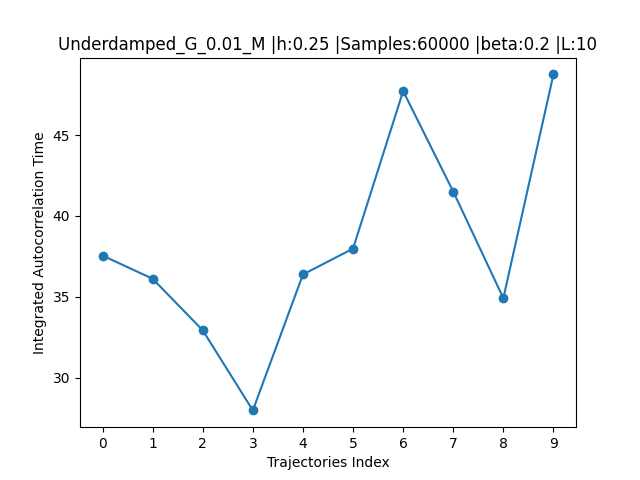 Underdamped_G_0.01_M |h:0.25 |Samples:60000 |beta:0.2 |L:10
Integrated Autocorrelation Time
45
40
35
30
0 1 2 3 4 5 6 7 8 9
Trajectories Index